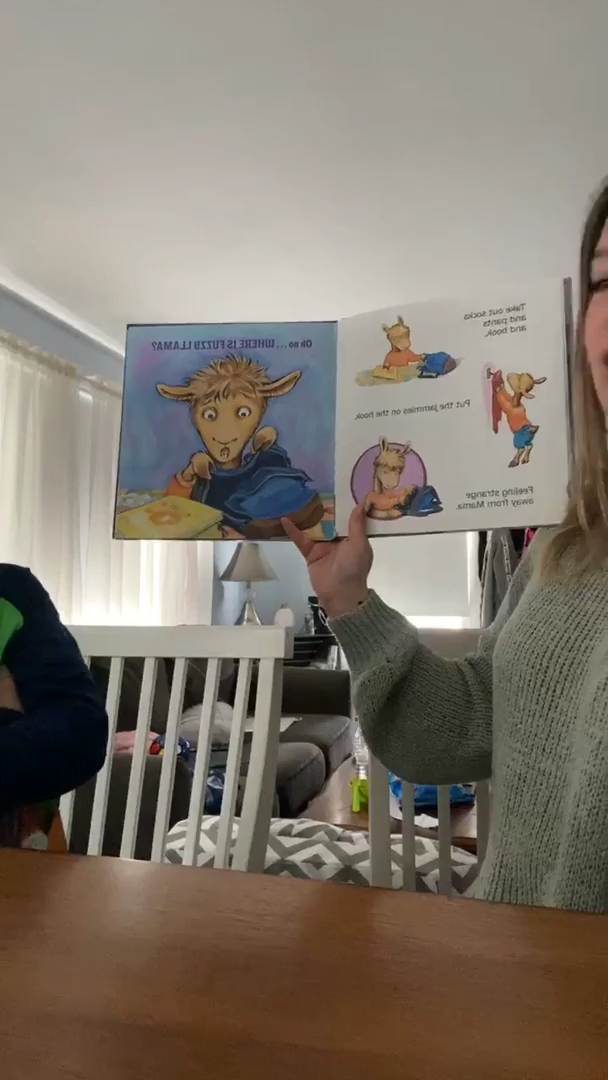 Take out socks
and pants
and book.
Put the jammies on the hook.
Feeling strange
away from Mama.
Oh no...WHERE IS FUZZY LLAMA?